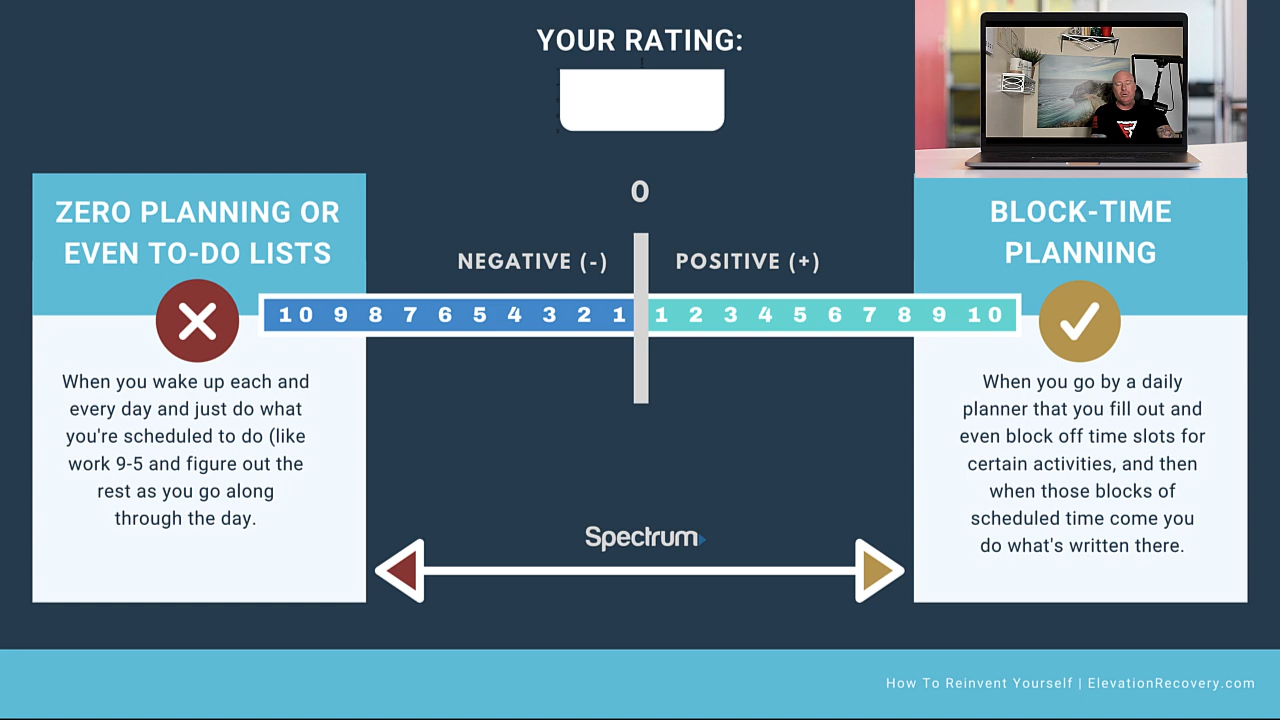 YOUR RATING:
0
ZERO PLANNING OR
EVEN TO-DO LISTS
BLOCK-TIME
PLANNING
NEGATIVE (-)
POSITIVE (+)
10 9 8 7 6 5 4 3 2 1
1 2 3 4 5 6 7 8 9 10
When you wake up each and
every day and just do what
you're scheduled to do (like
work 9-5 and figure out the
rest as you go along
through the day.
When you go by a daily
planner that you fill out and
even block off time slots for
certain activities, and then
when those blocks of
scheduled time come you
do what's written there.
Spectrum
How To Reinvent Yourself | ElevationRecovery.com